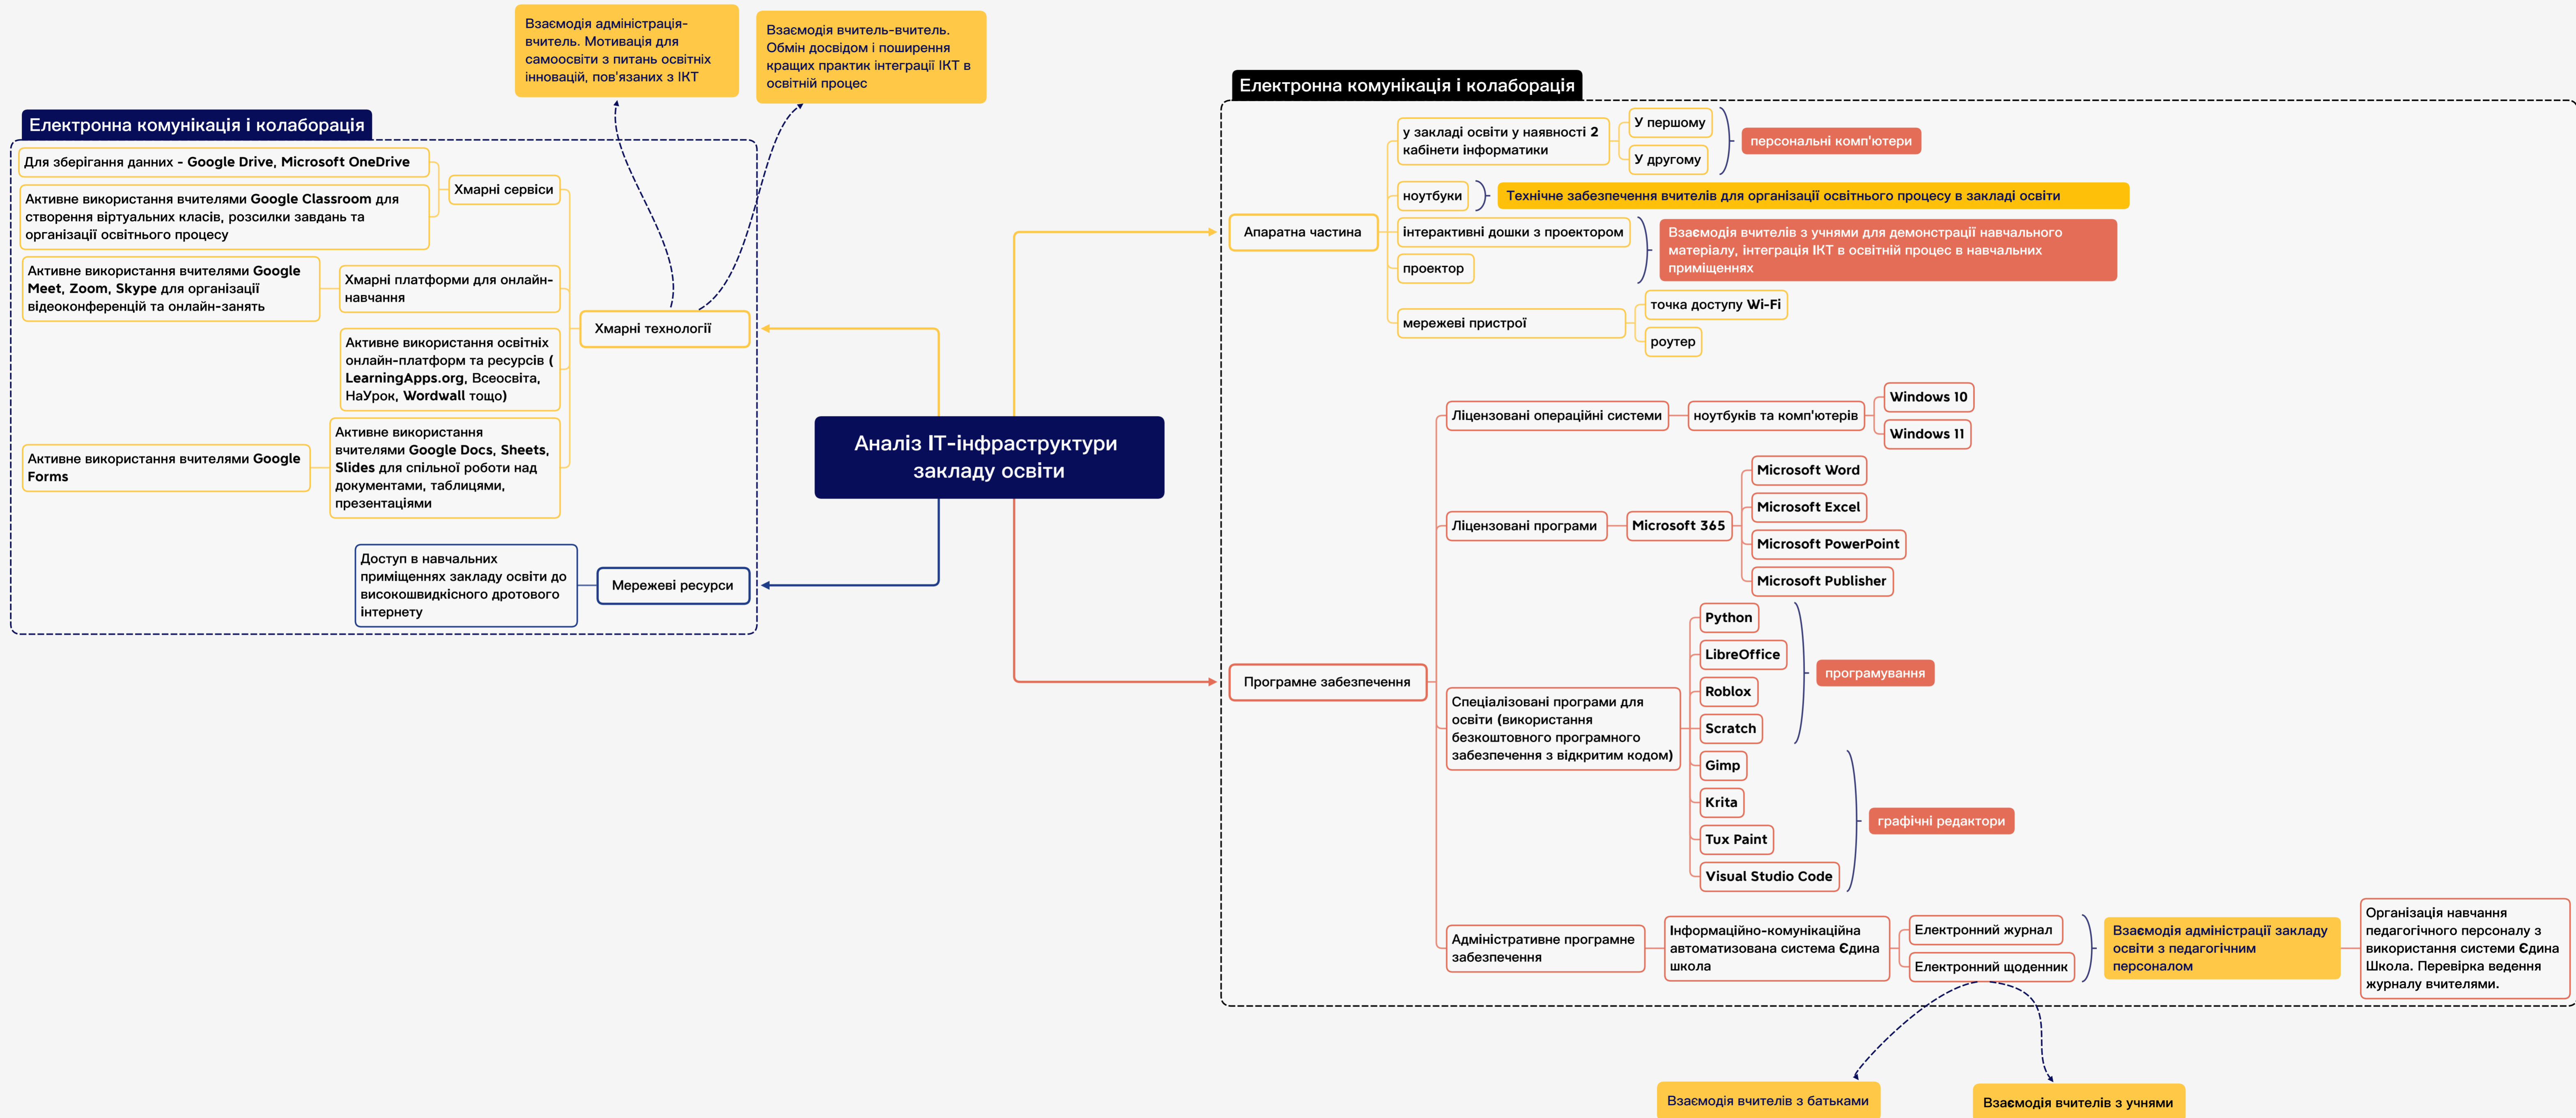 Взаємодія адміністрація-
вчитель. Мотивація для
самоосвіти з питань освітніх
інновацій, пов'язаних з ІКТ
Взаємодія вчитель-вчитель.
Обмін досвідом і поширення
кращих практик інтеграції ІКТ в
освітній процес
Електронна комунікація і колаборація
Для зберігання данних - Google Drive, Microsoft OneDrive
Активне використання вчителями Google Classroom для
створення віртуальних класів, розсилки завдань та
організації освітнього процесу
Хмарні сервіси
Активне використання вчителями Google
Meet, Zoom, Skype для організації
відеоконференцій та онлайн-занять
Хмарні платформи для онлайн-
навчання
Активне використання освітніх
онлайн-платформ та ресурсів (
LearningApps.org, Всеосвіта,
НаУрок, Wordwall тощо)
Активне використання вчителями Google
Forms
Активне використання
вчителями Google Docs, Sheets,
Slides для спільної роботи над
документами, таблицями,
презентаціями
Хмарні технології
Доступ в навчальних
приміщеннях закладу освіти до
високошвидкісного дротового
інтернету
Мережеві ресурси
Аналіз ІТ-інфраструктури
закладу освіти
Електронна комунікація і колаборація
Апаратна частина
у закладі освіти у наявності 2
кабінети інформатики
У першому
У другому
персональні комп'ютери
ноутбуки
Технічне забезпечення вчителів для організації освітнього процесу в закладі освіти
інтерактивні дошки з проектором
проектор
Взаємодія вчителів з учнями для демонстрації навчального
матеріалу, інтеграція ІКТ в освітній процес в навчальних
приміщеннях
мережеві пристрої
точка доступу Wi-Fi
роутер
Програмне забезпечення
Ліцензовані операційні системи
ноутбуків та комп'ютерів
Windows 10
Windows 11
Ліцензовані програми
Microsoft 365
Microsoft Word
Microsoft Excel
Microsoft PowerPoint
Microsoft Publisher
Спеціалізовані програми для
освіти (використання
безкоштовного програмного
забезпечення з відкритим кодом)
Python
LibreOffice
Roblox
Scratch
програмування
Gimp
Krita
Tux Paint
Visual Studio Code
графічні редактори
Адміністративне програмне
забезпечення
Інформаційно-комунікаційна
автоматизована система Єдина
школа
Електронний журнал
Електронний щоденник
Взаємодія адміністрації закладу
освіти з педагогічним
персоналом
Організація навчання
педагогічного персоналу з
використання системи Єдина
Школа. Перевірка ведення
журналу вчителями.
Взаємодія вчителів з батьками
Взаємодія вчителів з учнями